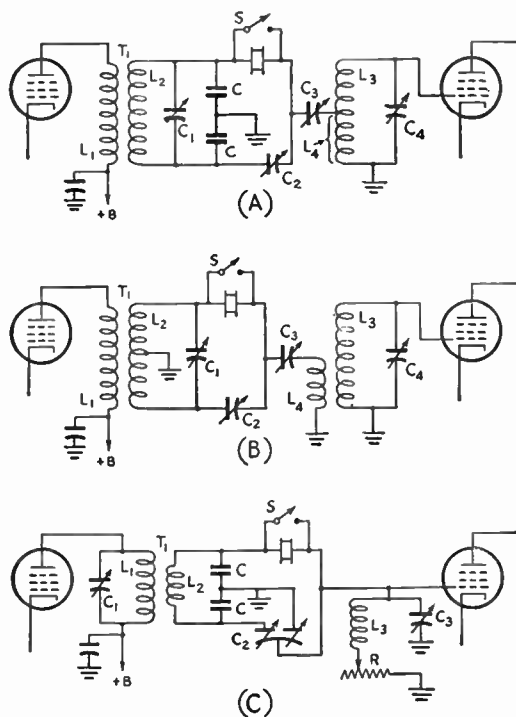 S
T₁
L₂
C
C₁
C₃
L₃
C₄
L₁
C
L₄
C₂
+B
(A)
S
T₁
L₂
C₃
L₃
C₁
C₄
L₁
L₄
C₂
+B
(B)
S
T₁
L₁
C
C₁
L₂
C
C₂
L₃
C₃
R
+B
(C)